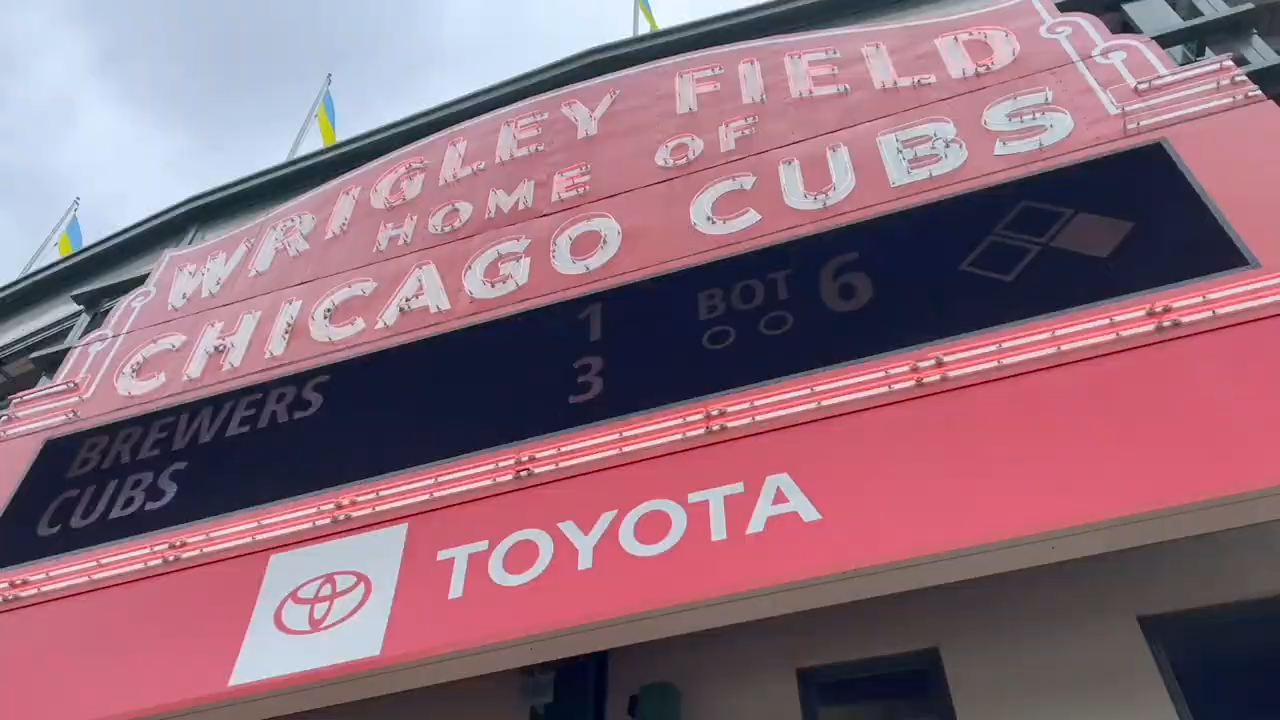 WRIGLEY FIELD
HOME OF
CHICAGO CUBS
BREWERS 1 BOT 6
CUBS 3
TOYOTA